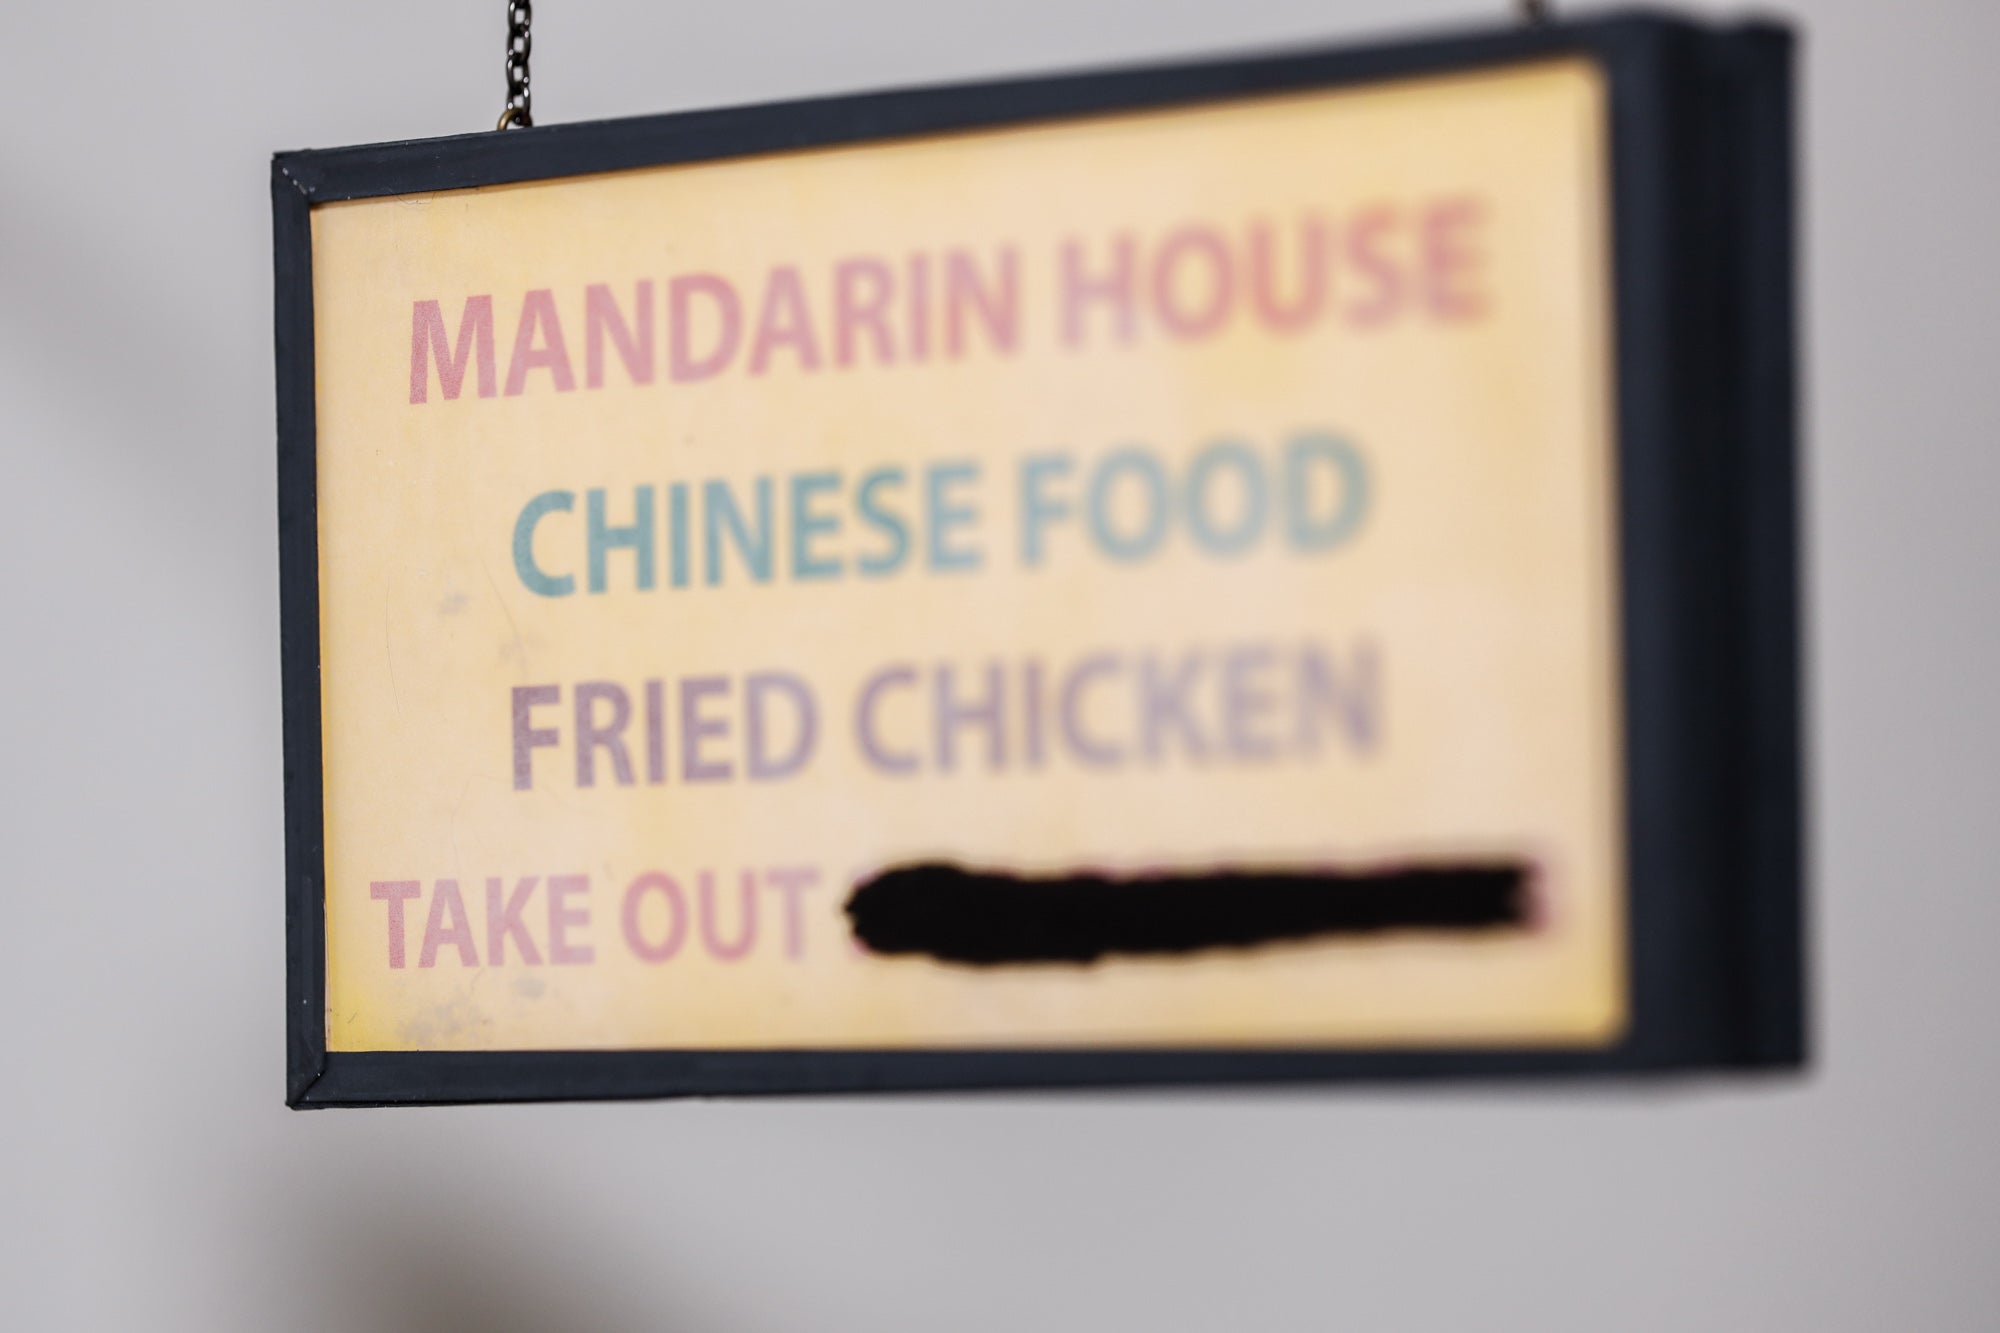 MANDARIN HOUSE
CHINESE FOOD
FRIED CHICKEN
TAKE OUT